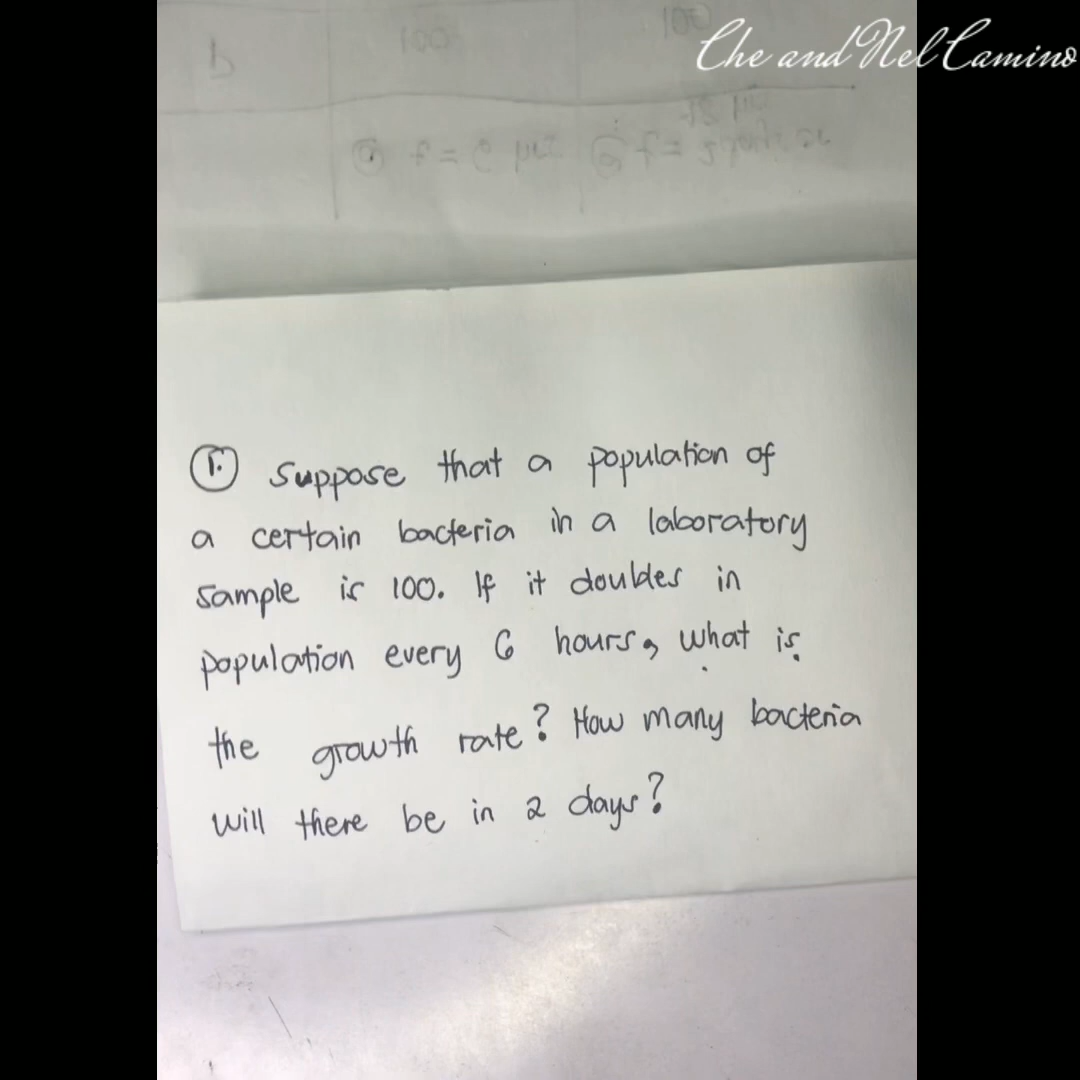 Che and Nel Camino
1. Suppose that a population of
a certain bacteria in a laboratory
sample is 100. If it doubles in
population every 6 hours, what is
the growth rate? How many bacteria
will there be in 2 days?